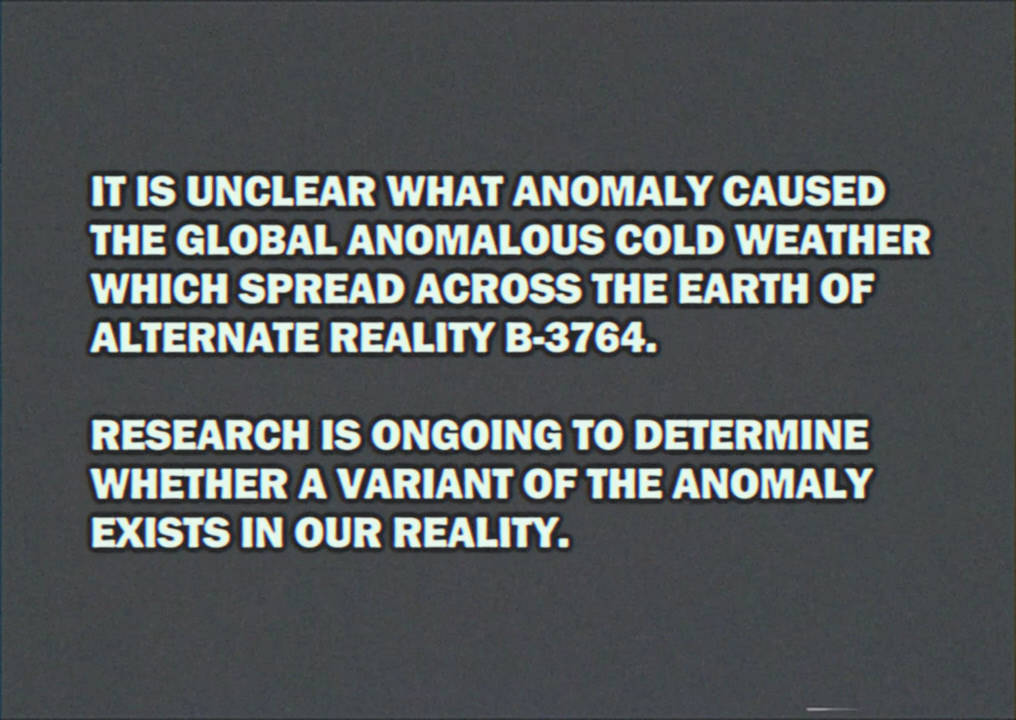 IT IS UNCLEAR WHAT ANOMALY CAUSED
THE GLOBAL ANOMALOUS COLD WEATHER
WHICH SPREAD ACROSS THE EARTH OF
ALTERNATE REALITY B-3764.
RESEARCH IS ONGOING TO DETERMINE
WHETHER A VARIANT OF THE ANOMALY
EXISTS IN OUR REALITY.